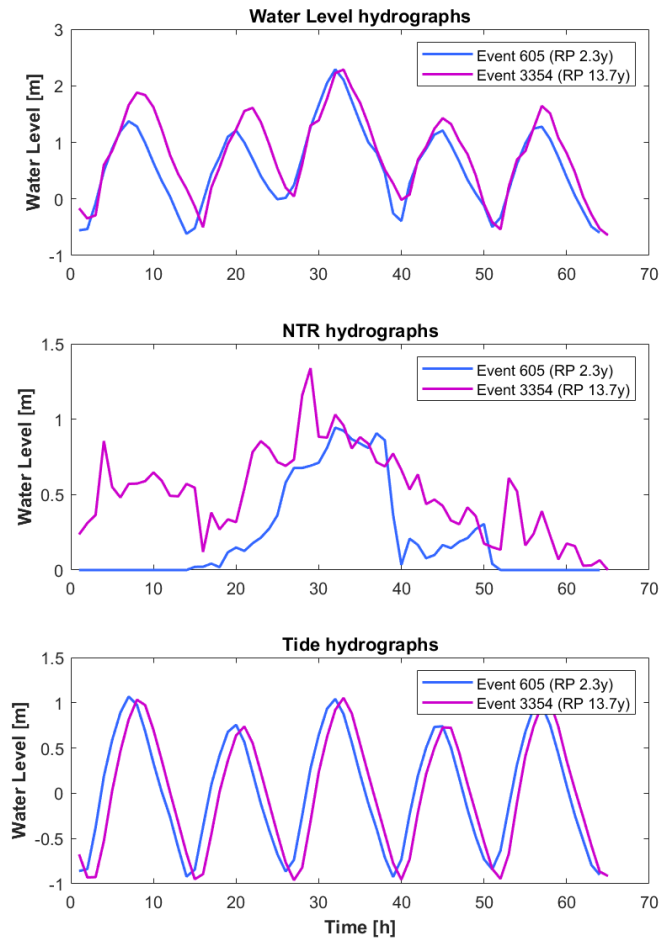 Water Level hydrographs
3
2
1
0
-1
Water Level [m]
Event 605 (RP 2.3y)
Event 3354 (RP 13.7y)
0 10 20 30 40 50 60 70
NTR hydrographs
1.5
1
0.5
0
Water Level [m]
Event 605 (RP 2.3y)
Event 3354 (RP 13.7y)
0 10 20 30 40 50 60 70
Tide hydrographs
1.5
1
0.5
0
-0.5
-1
Water Level [m]
Event 605 (RP 2.3y)
Event 3354 (RP 13.7y)
0 10 20 30 40 50 60 70
Time [h]